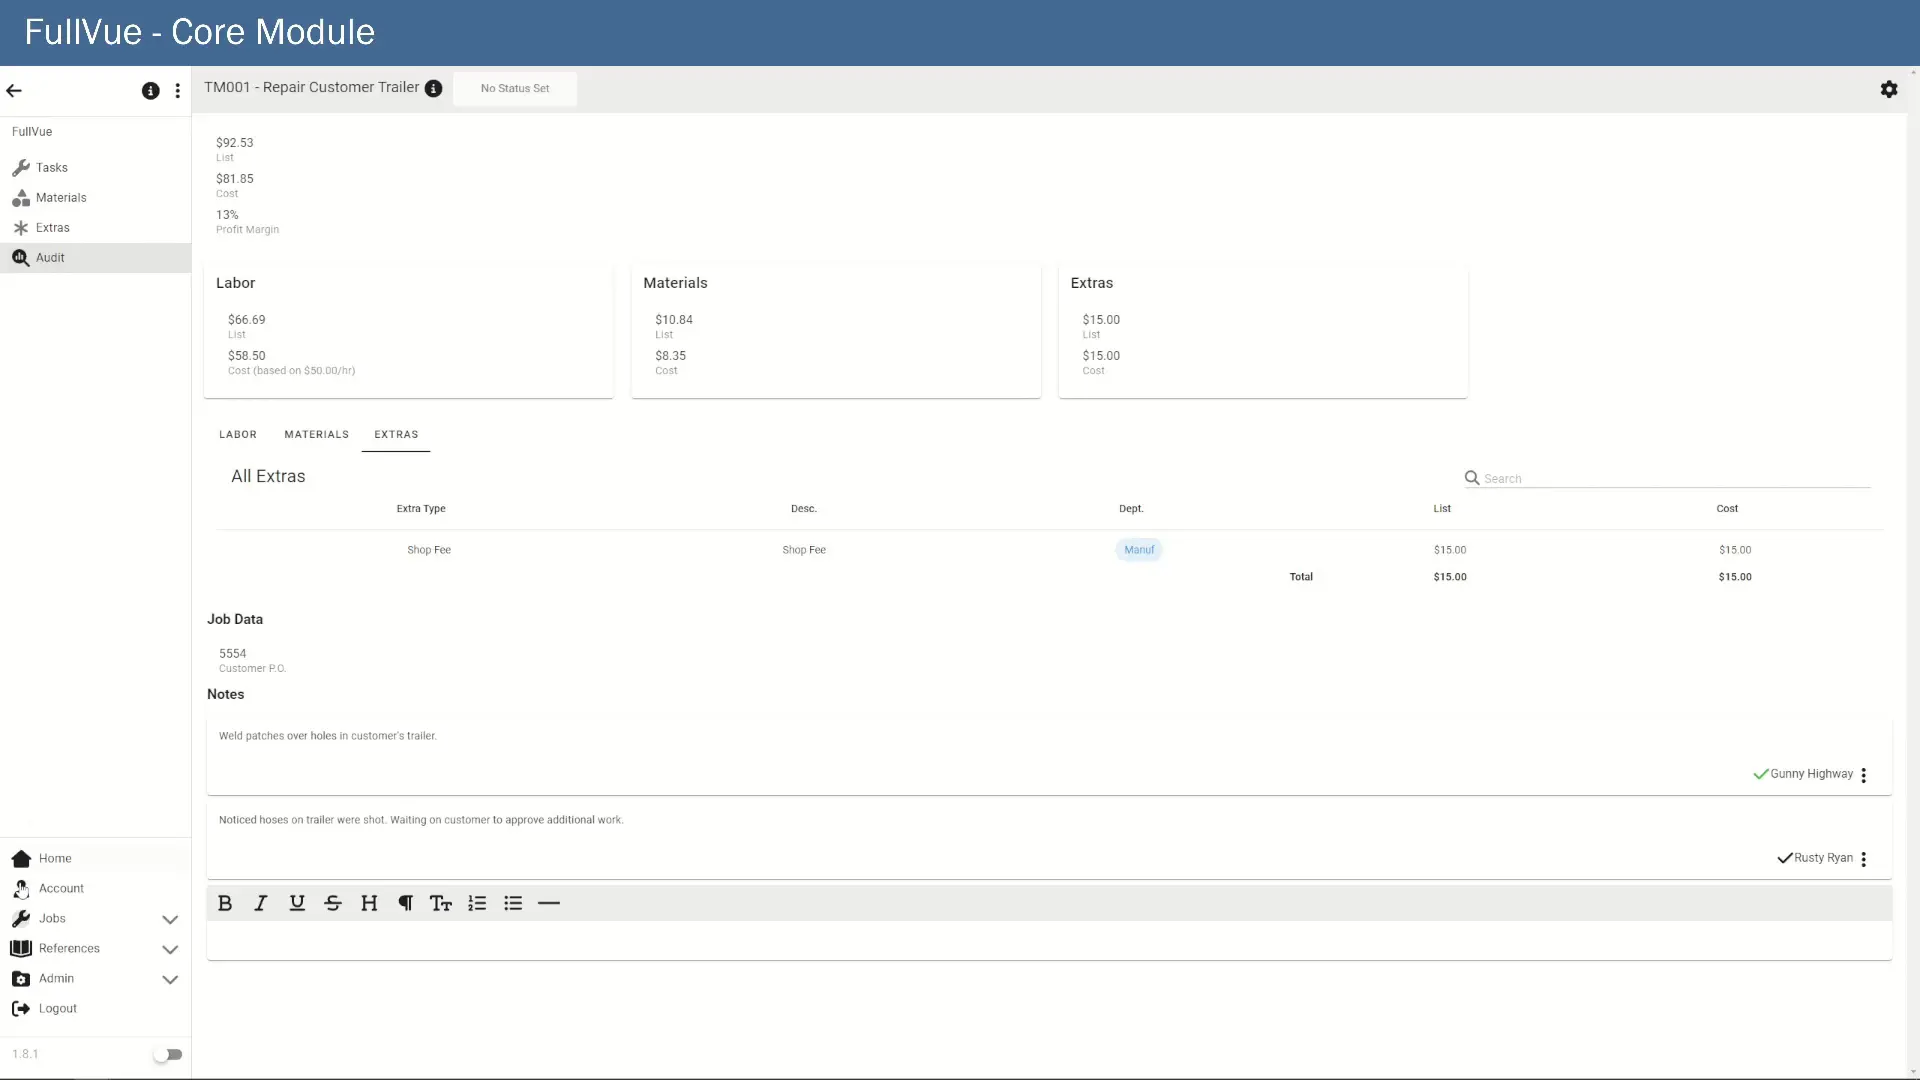 FullVue - Core Module
TM001 - Repair Customer Trailer
No Status Set
FullVue
Tasks
Materials
Extras
Audit
$92.53
List
$81.85
Cost
13%
Profit Margin
Labor
$66.69
List
$58.50
Cost (based on $50.00/hr)
Materials
$10.84
List
$8.35
Cost
Extras
$15.00
List
$15.00
Cost
LABOR MATERIALS EXTRAS
All Extras
Search
Extra Type Desc. Dept. List Cost
Shop Fee Shop Fee Manuf $15.00 $15.00
Total $15.00 $15.00
Job Data
5554
Customer P.O.
Notes
Weld patches over holes in customer's trailer.
Gunny Highway
Noticed hoses on trailer were shot. Waiting on customer to approve additional work.
Rusty Ryan
Home
Account
Jobs
References
Admin
Logout
1.8.1